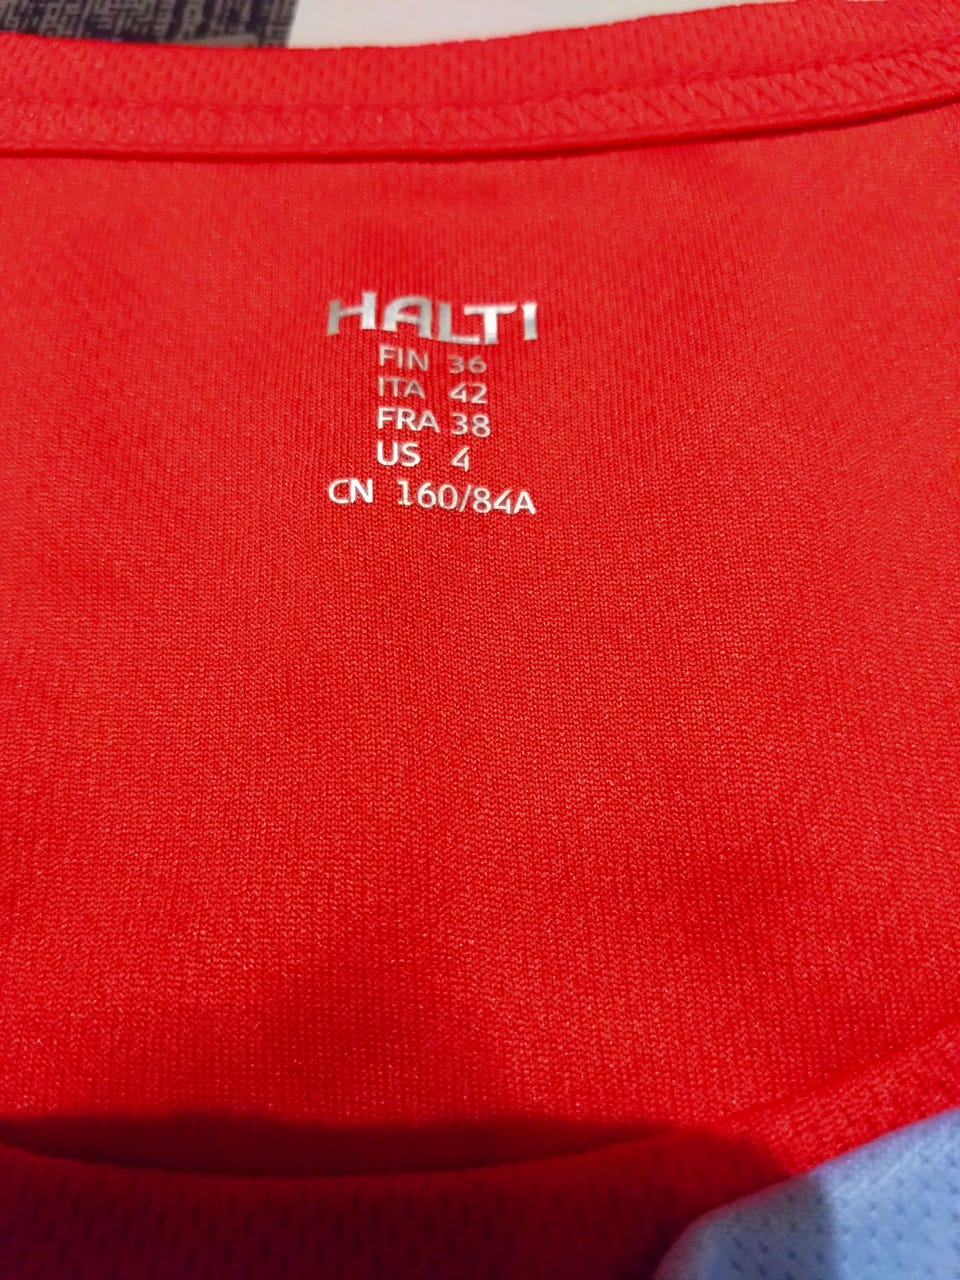 HALTI
FIN 36
ITA 42
FRA 38
US 4
CN 160/84A